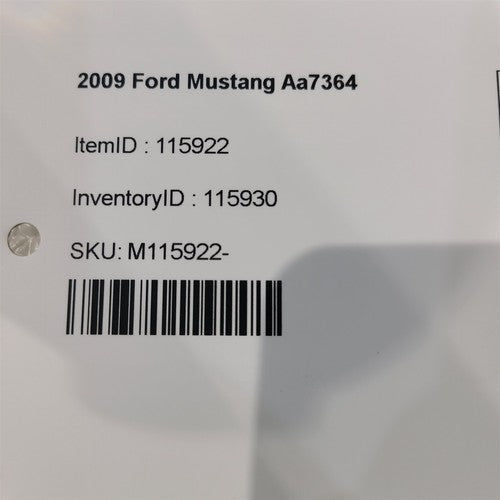 2009 Ford Mustang Aa7364
ItemID : 115922
InventoryID : 115930
SKU: M115922-